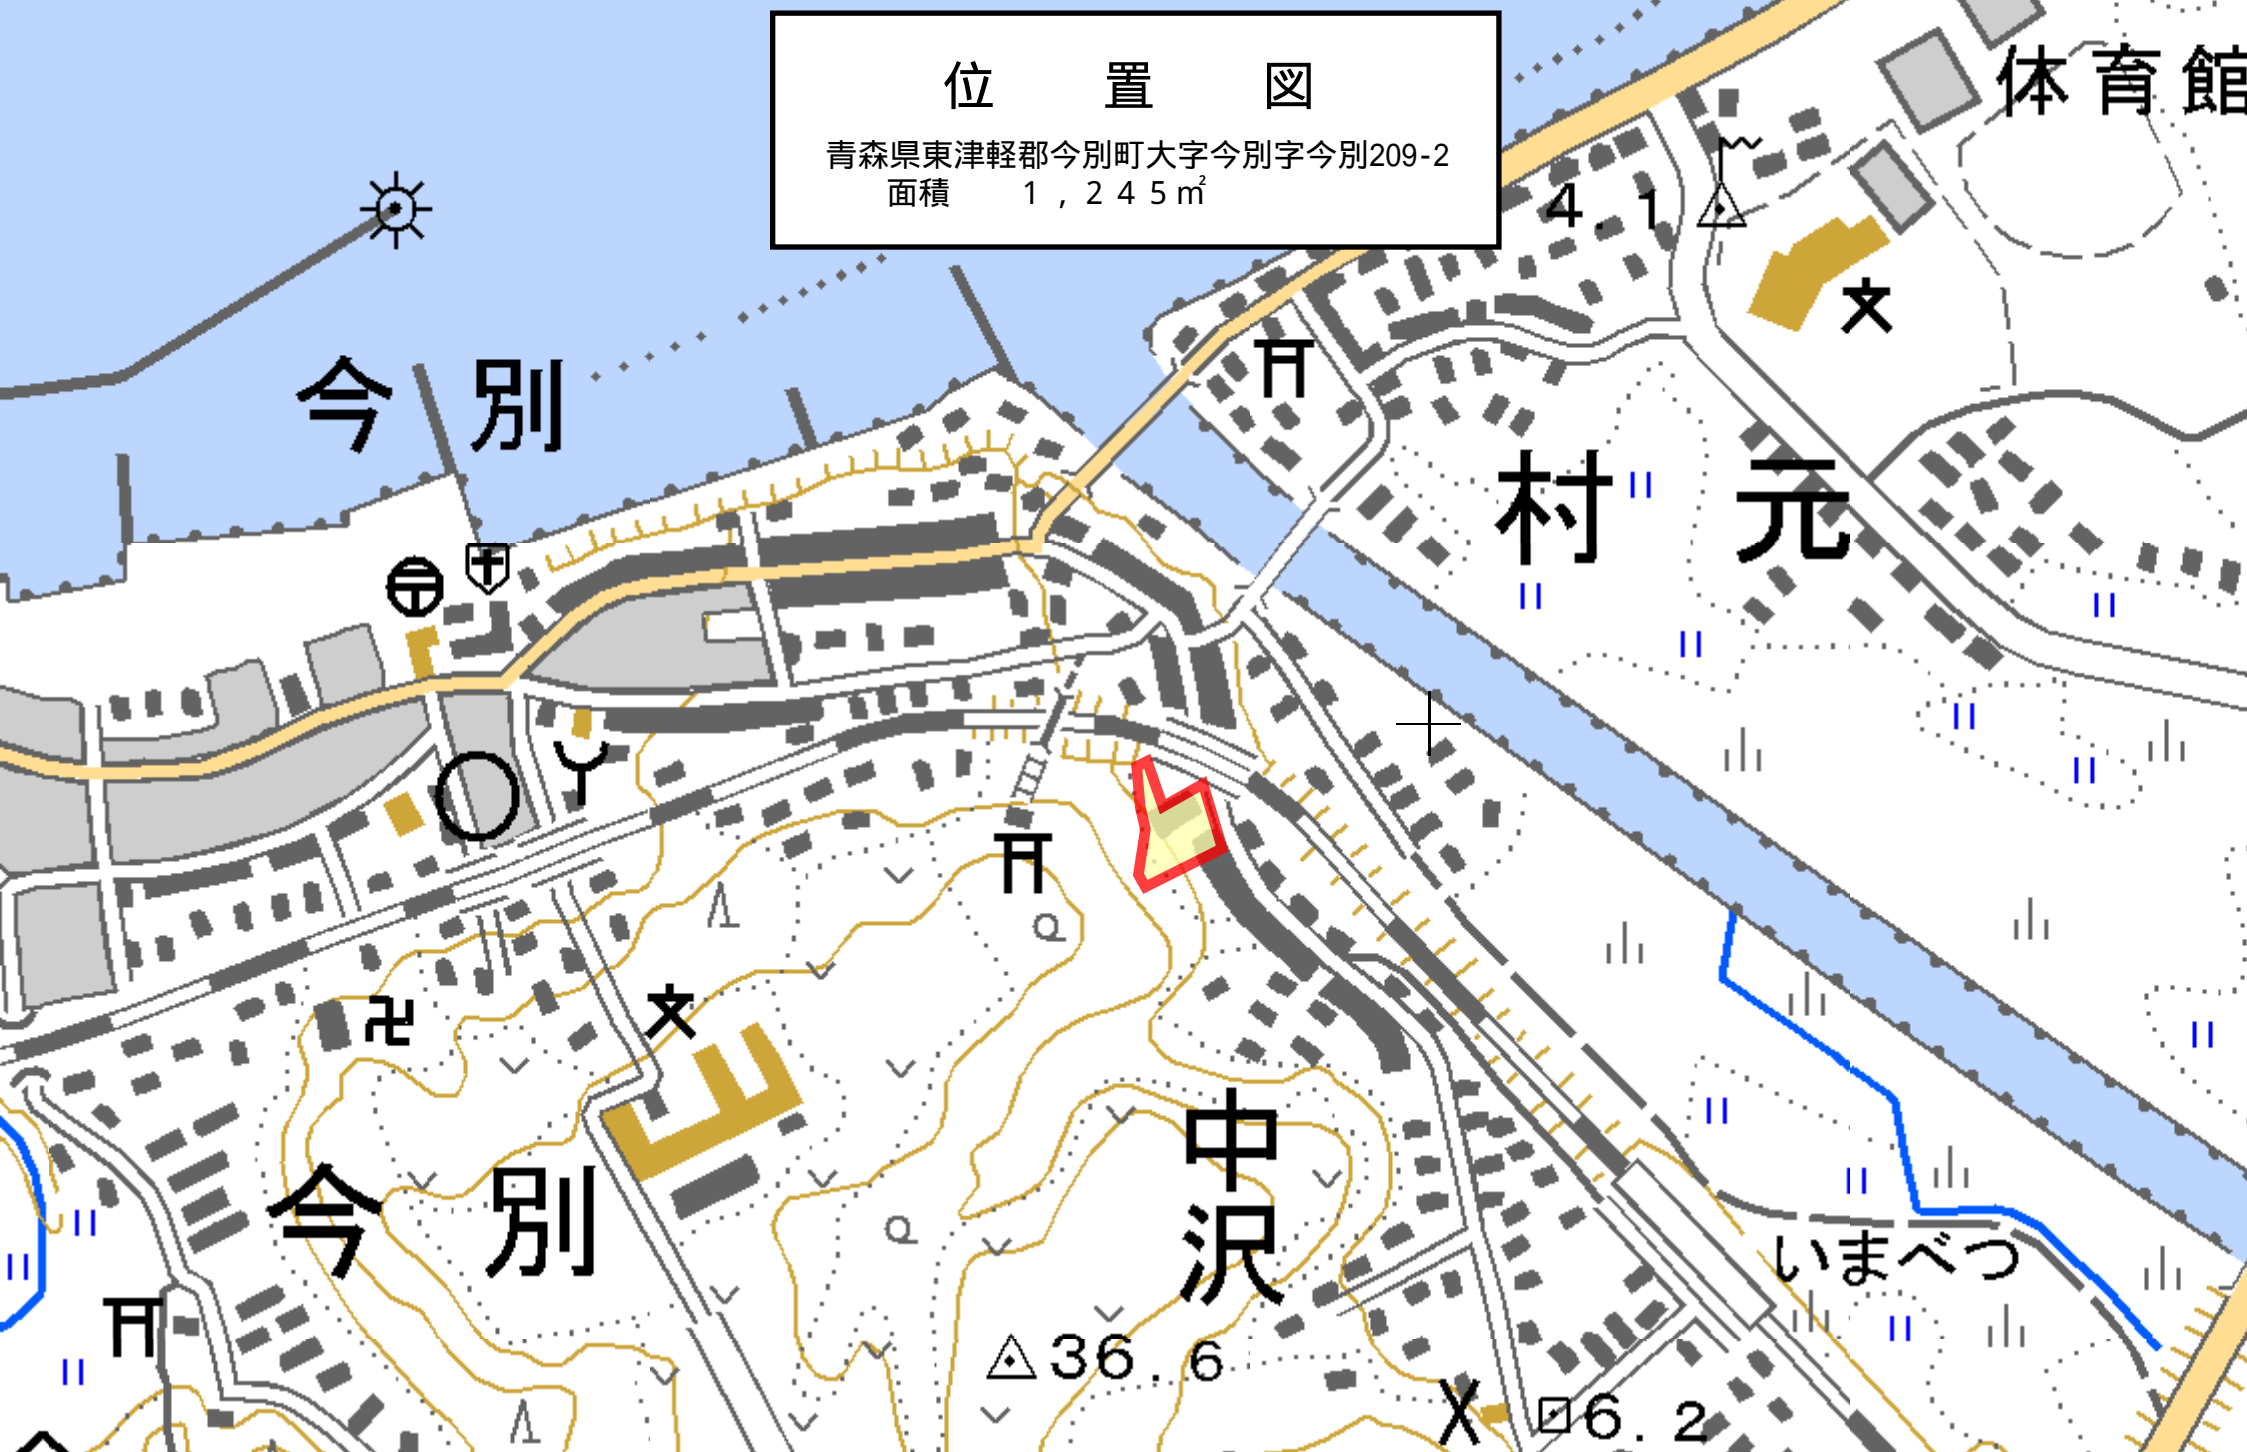 位 置 図
青森県東津軽郡今別町大字今別字今別209-2
面積 1,245㎡
体育館
4.1
今別
村元
今別
中沢
いまべつ
36.6
6.2